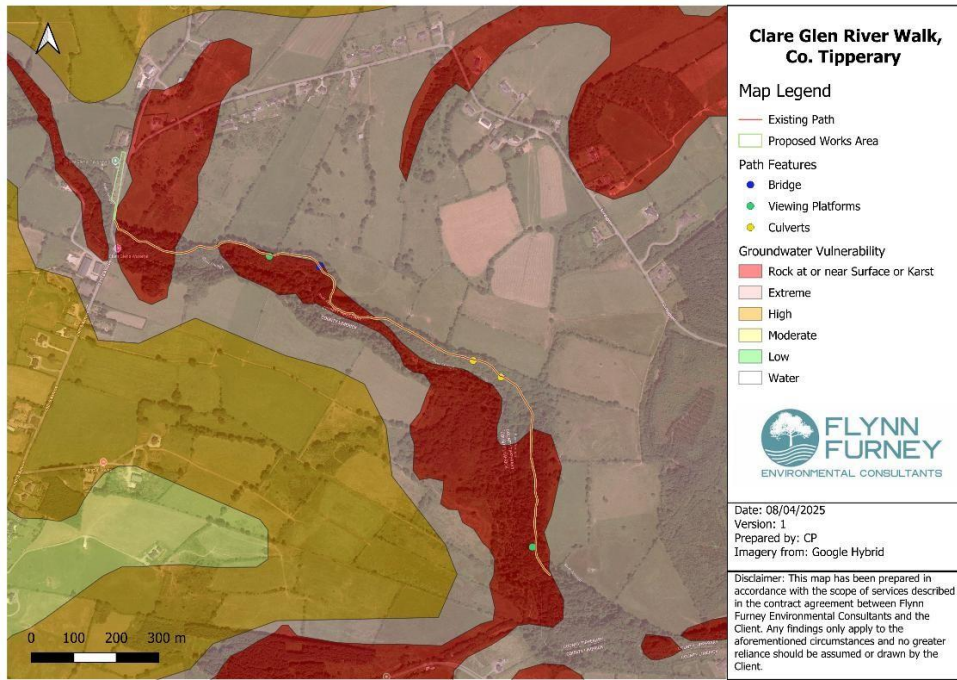 Clare Glen River Walk,
Co. Tipperary
Map Legend
Existing Path
Proposed Works Area
Path Features
Bridge
Viewing Platforms
Culverts
Groundwater Vulnerability
Rock at or near Surface or Karst
Extreme
High
Moderate
Low
Water
FLYNN
FURNEY
ENVIRONMENTAL CONSULTANTS
Date: 08/04/2025
Version: 1
Prepared by: CP
Imagery from: Google Hybrid
Disclaimer: This map has been prepared in
accordance with the scope of services described
in the contract agreement between Flynn
Furney Environmental Consultants and the
Client. Any findings only apply to the
aforementioned circumstances and no greater
reliance should be assumed or drawn by the
Client.
0 100 200 300 m